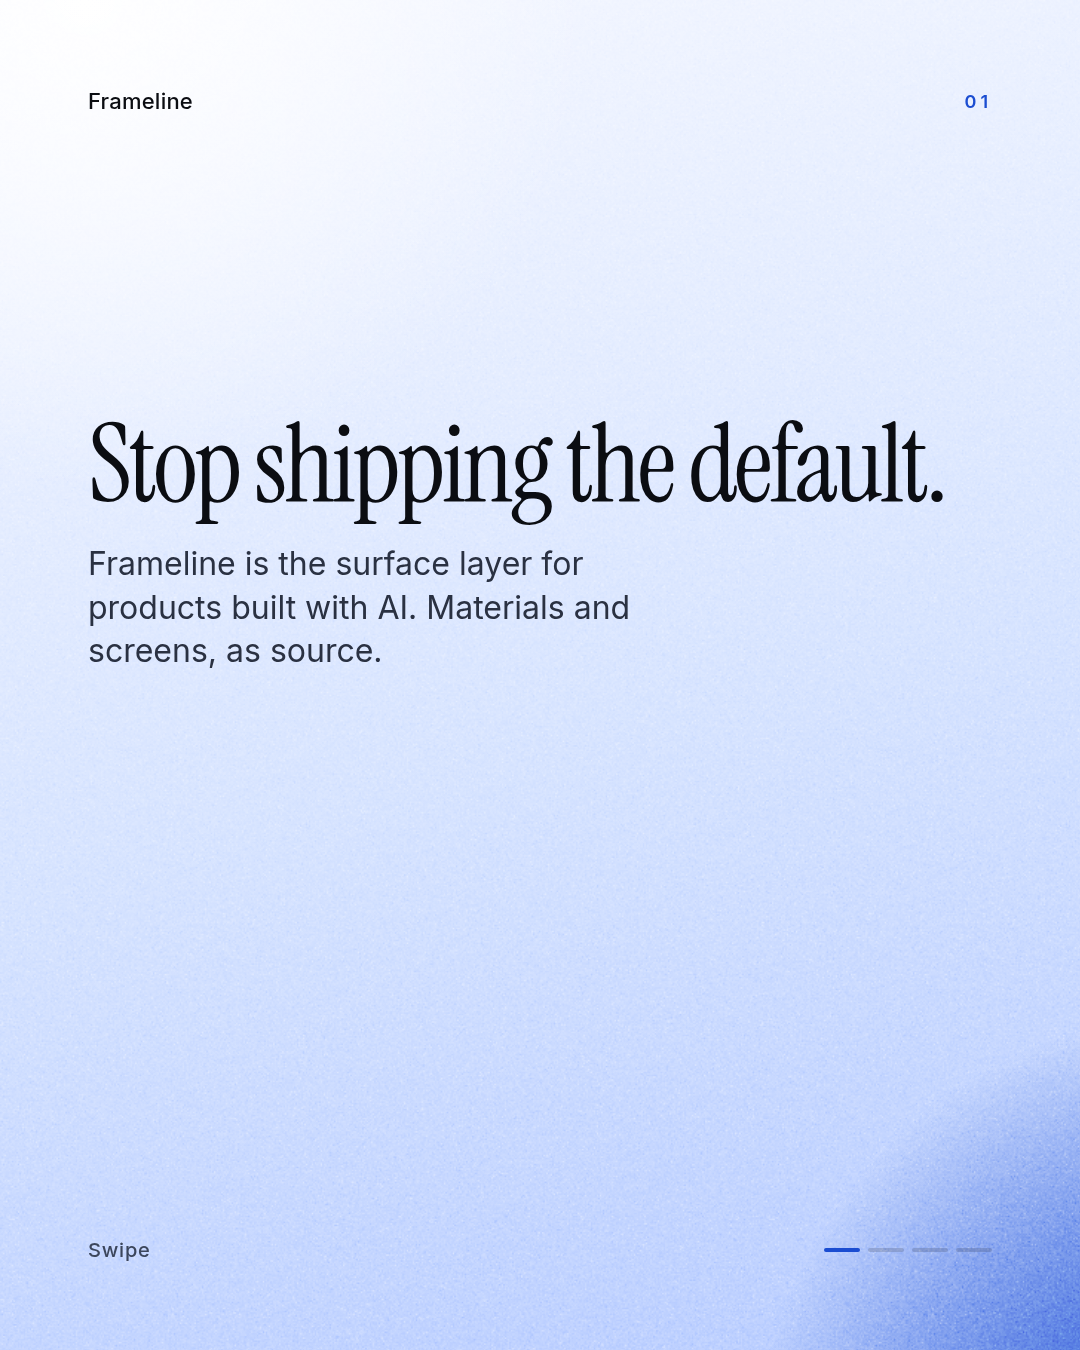 Frameline
01
Stop shipping the default.
Frameline is the surface layer for
products built with AI. Materials and
screens, as source.
Swipe